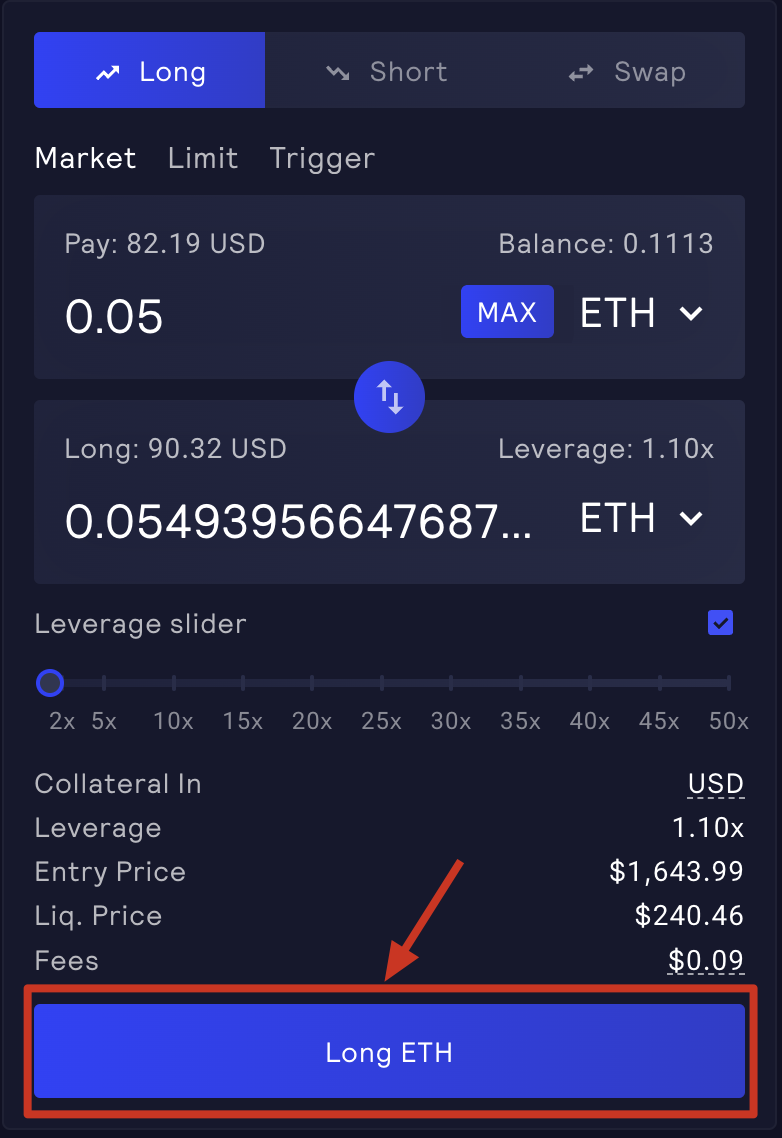 Long Short Swap
Market Limit Trigger
Pay: 82.19 USD Balance: 0.1113
0.05 MAX ETH
Long: 90.32 USD Leverage: 1.10x
0.05493956647687... ETH
Leverage slider
2x 5x 10x 15x 20x 25x 30x 35x 40x 45x 50x
Collateral In USD
Leverage 1.10x
Entry Price $1,643.99
Liq. Price $240.46
Fees $0.09
Long ETH